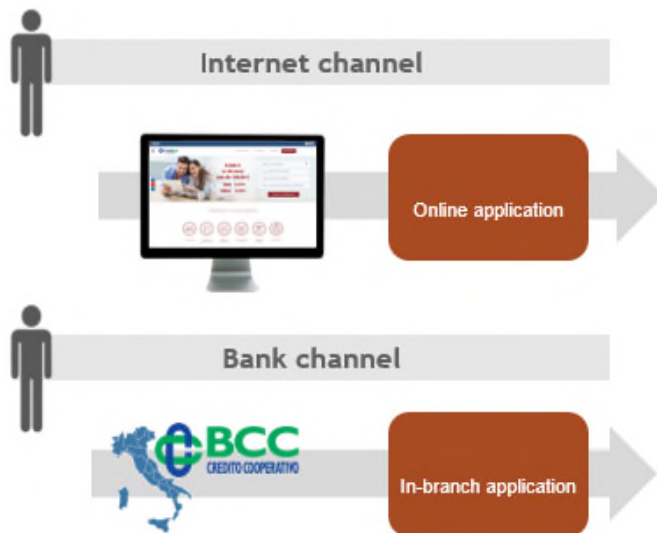 Internet channel
Online application
Bank channel
BCC
CREDITO COOPERATIVO
In-branch application